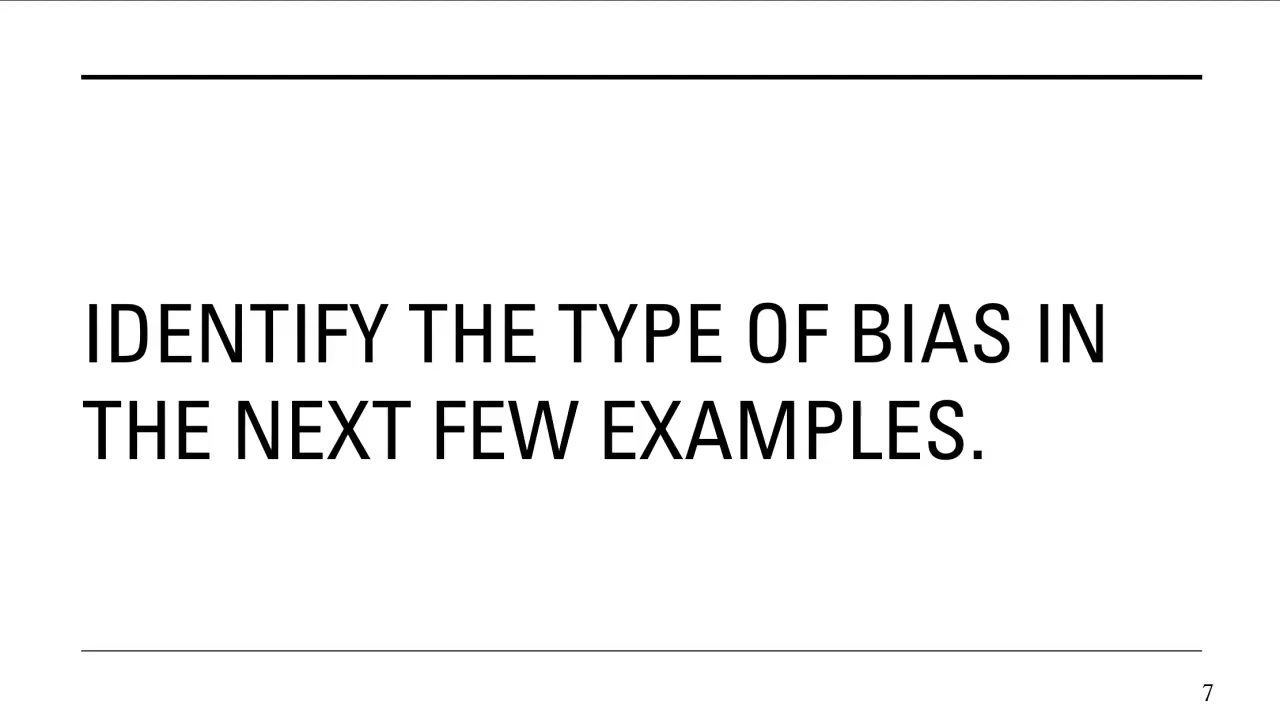 IDENTIFY THE TYPE OF BIAS IN
THE NEXT FEW EXAMPLES.
7